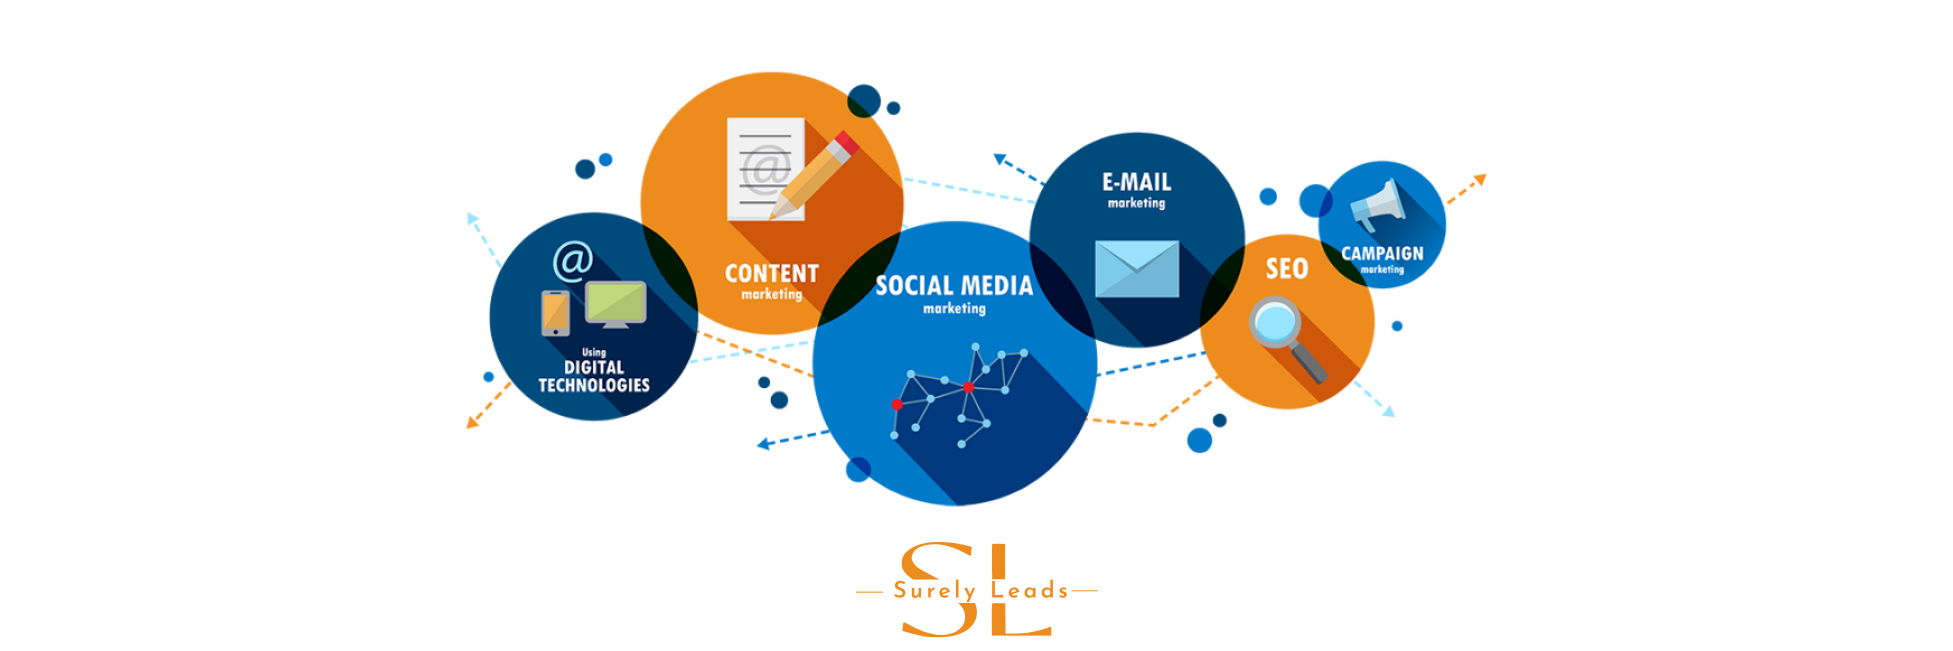 @
Using
DIGITAL
TECHNOLOGIES
@
CONTENT
marketing
SOCIAL MEDIA
marketing
E-MAIL
marketing
SEO
CAMPAIGN
marketing
SL
Surely Leads